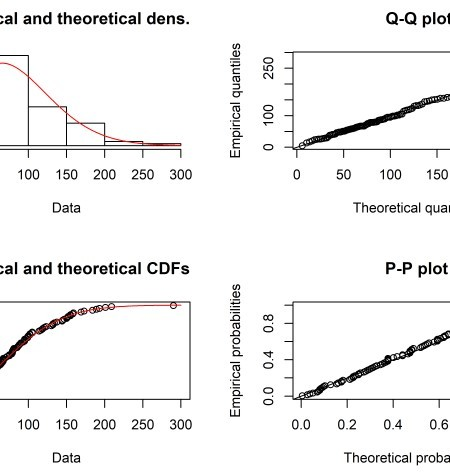 cal and theoretical dens.
100 150 200 250 300
Data
Q-Q plot
Empirical quantiles
0 100 250
0 50 100 150
Theoretical quan
cal and theoretical CDFs
100 150 200 250 300
Data
P-P plot
Empirical probabilities
0.0 0.4 0.8
0.0 0.2 0.4 0.6
Theoretical proba